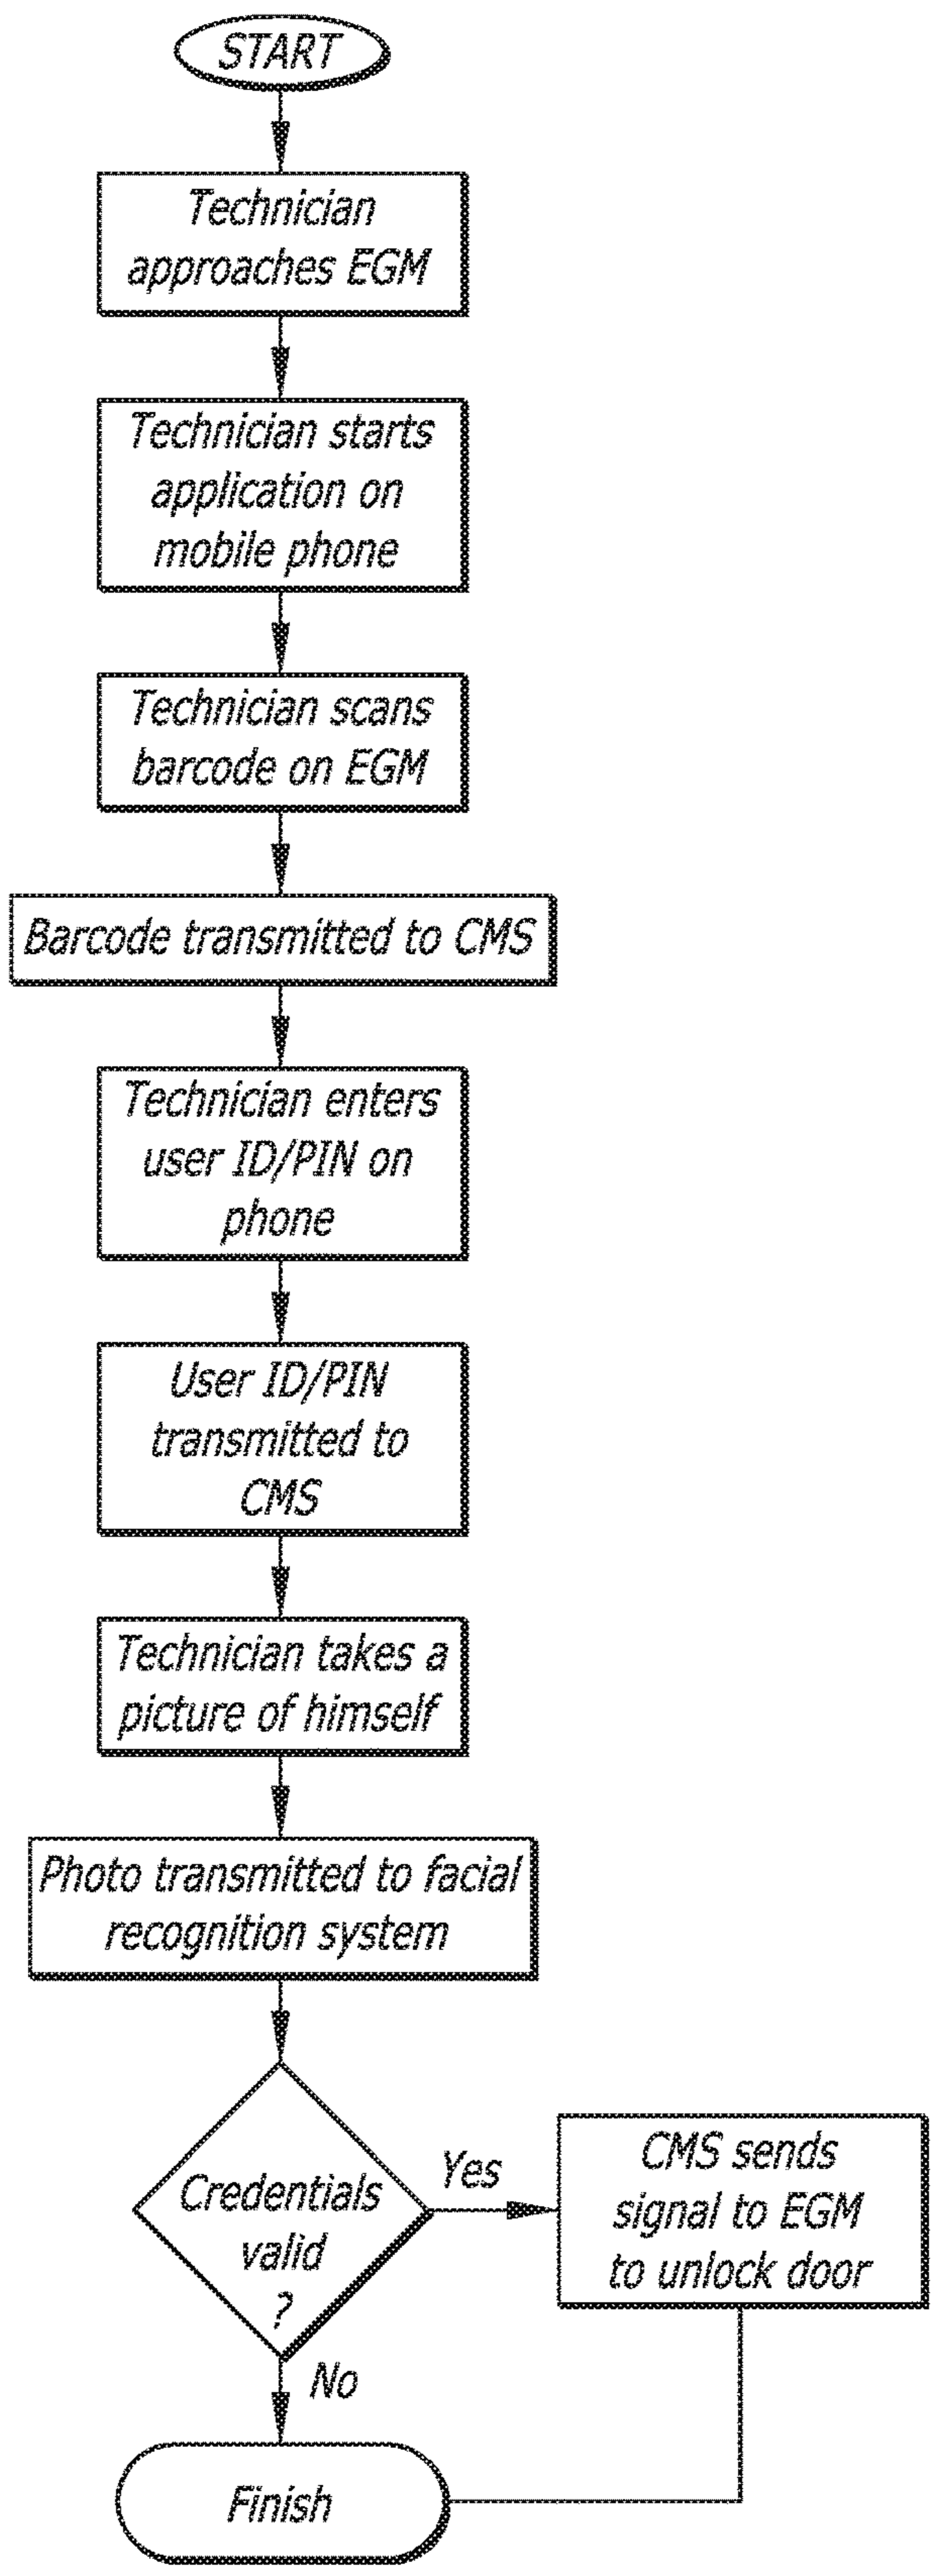 START
Technician
approaches EGM
Technician starts
application on
mobile phone
Technician scans
barcode on EGM
Barcode transmitted to CMS
Technician enters
user ID/PIN on
phone
User ID/PIN
transmitted to
CMS
Technician takes a
picture of himself
Photo transmitted to facial
recognition system
Credentials
valid
?
Yes
CMS sends
signal to EGM
to unlock door
No
Finish